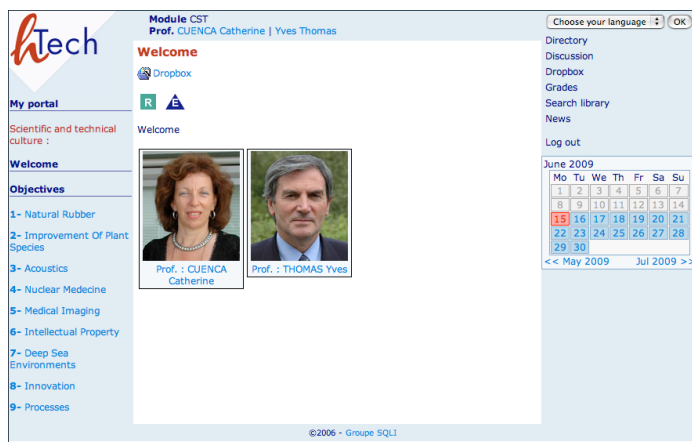 hTech
Module CST
Prof. CUENCA Catherine | Yves Thomas
Choose your language OK
Welcome
Dropbox
R E
Welcome
Prof. : CUENCA
Catherine
Prof. : THOMAS Yves
My portal
Scientific and technical
culture :
Welcome
Objectives
1- Natural Rubber
2- Improvement Of Plant
Species
3- Acoustics
4- Nuclear Medecine
5- Medical Imaging
6- Intellectual Property
7- Deep Sea
Environments
8- Innovation
9- Processes
Directory
Discussion
Dropbox
Grades
Search library
News
Log out
June 2009
Mo Tu We Th Fr Sa Su
1 2 3 4 5 6 7
8 9 10 11 12 13 14
15 16 17 18 19 20 21
22 23 24 25 26 27 28
29 30
<< May 2009 Jul 2009 >>
©2006 - Groupe SQLI